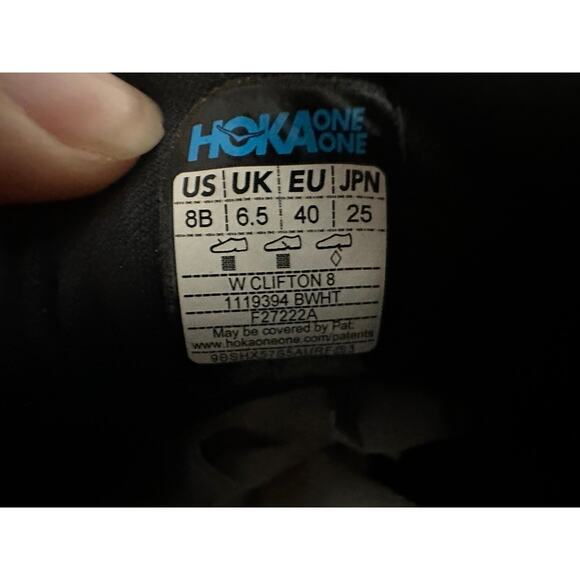 HOKA ONE ONE
US UK EU JPN
8B 6.5 40 25
W CLIFTON 8
1119394 BWHT
F27222A
May be covered by Pat:
www.hokaoneone.com/patents